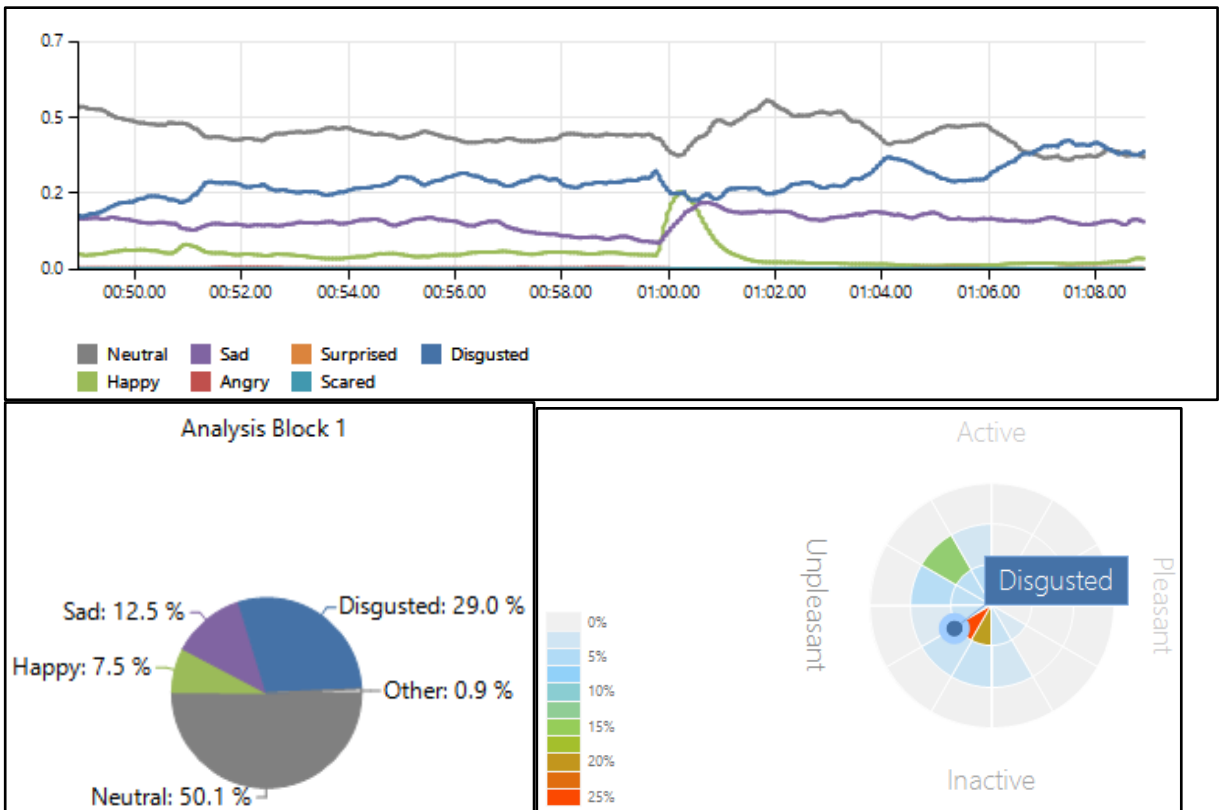 0.7
0.5
0.2
0.0
00:50.00 00:52.00 00:54.00 00:56.00 00:58.00 01:00.00 01:02.00 01:04.00 01:06.00 01:08.00
Neutral Sad Surprised Disgusted
Happy Angry Scared
Analysis Block 1
Sad: 12.5 %
Disgusted: 29.0 %
Happy: 7.5 %
Other: 0.9 %
Neutral: 50.1 %
Active
Unpleasant
Disgusted
Pleasant
Inactive
0%
5%
10%
15%
20%
25%